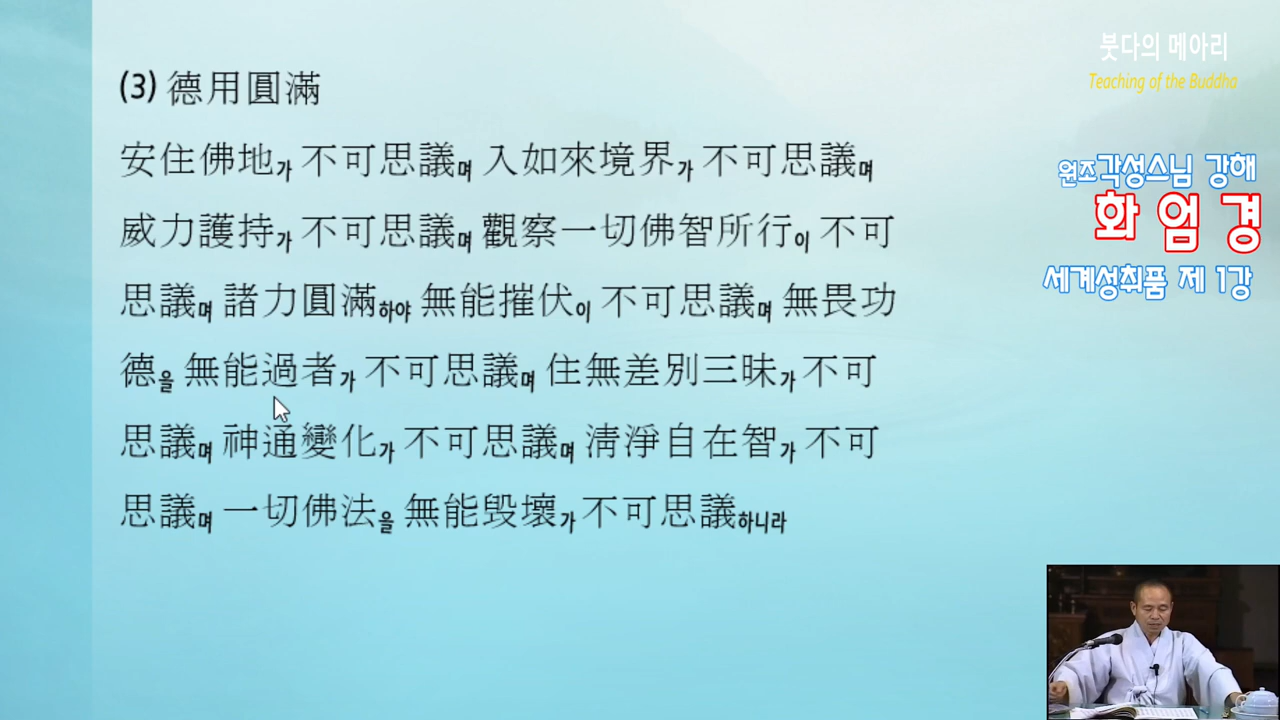 (3) 德用圓滿
安住佛地가 不可思議며 入如來境界가 不可思議며
威力護持가 不可思議며 觀察一切佛智所行이 不可
思議며 諸力圓滿하야 無能摧伏이 不可思議며 無畏功
德을 無能過者가 不可思議며 住無差別三昧가 不可
思議며 神通變化가 不可思議며 淸淨自在智가 不可
思議며 一切佛法을 無能毁壞가 不可思議하니라
붓다의 메아리
Teaching of the Buddha
원조각성스님 강해
화엄경
세계성취품 제 1강